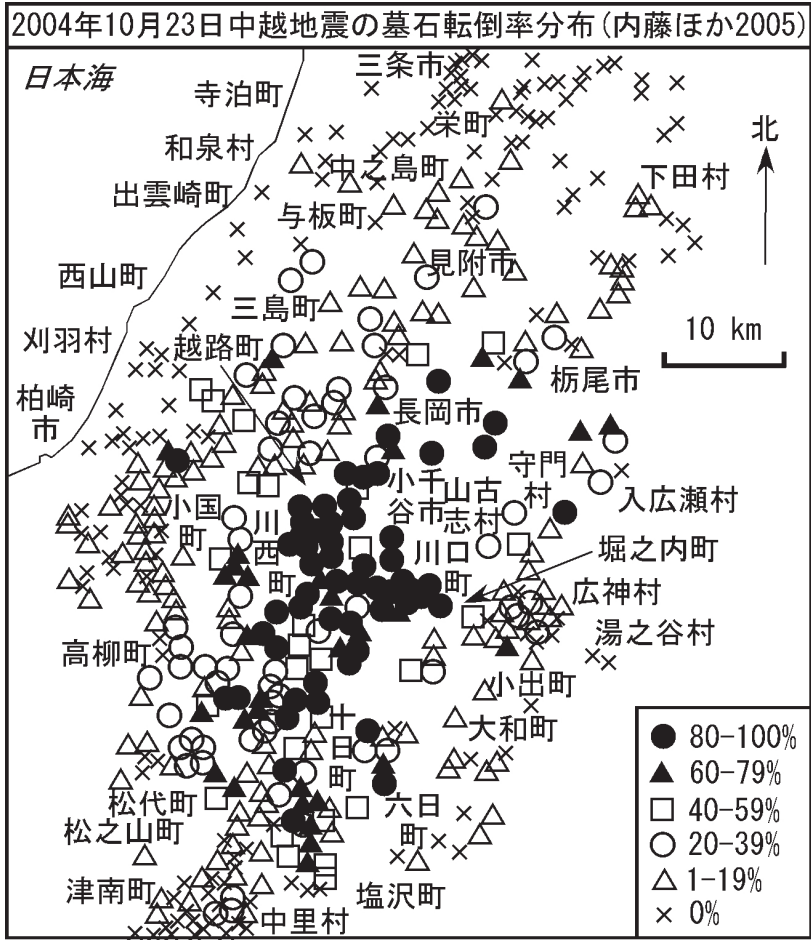 2004年10月23日中越地震の墓石転倒率分布(内藤ほか2005)
日本海
三条市
寺泊町
栄町
北
和泉村
中之島町
下田村
出雲崎町
与板町
見附市
西山町
三島町
10 km
刈羽村
越路町
栃尾市
柏崎
市
長岡市
守門
村
小千
谷市
山古
志村
入広瀬村
小国
町
川
西
町
川口
町
堀之内町
広神村
湯之谷村
高柳町
小出町
大和町
十
日
町
松代町
六日
町
松之山町
津南町
塩沢町
中里村
80-100%
60-79%
40-59%
20-39%
1-19%
0%